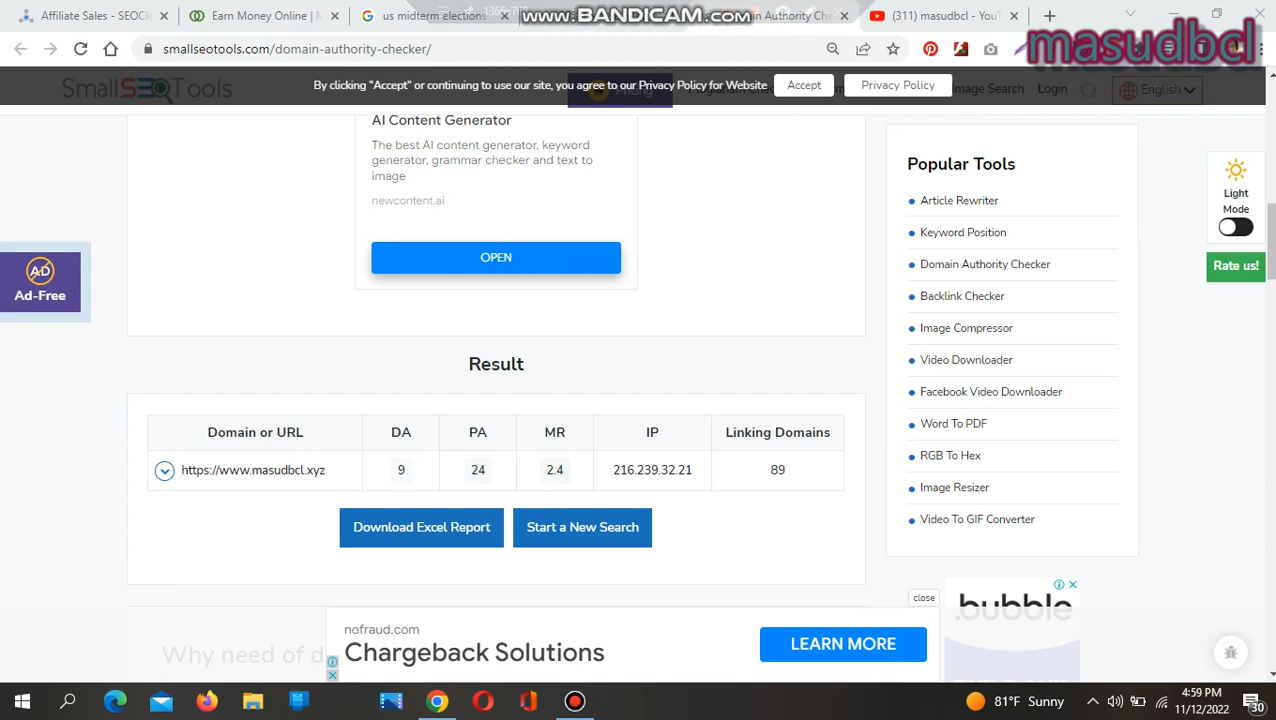 Affiliate Sales - SEOCle
Earn Money Online | M
us midterm elections
www.BANDICAM.com
Domain Authority Che
(311) masudbcl - YouT
smallseotools.com/domain-authority-checker/
masudbcl
SmallSEOTools
By clicking "Accept" or continuing to use our site, you agree to our Privacy Policy for Website
Accept
Privacy Policy
Image Search
Login
English
AI Content Generator
The best AI content generator, keyword
generator, grammar checker and text to
image
newcontent.ai
OPEN
AD
Ad-Free
Popular Tools
Article Rewriter
Keyword Position
Domain Authority Checker
Backlink Checker
Image Compressor
Video Downloader
Facebook Video Downloader
Word To PDF
RGB To Hex
Image Resizer
Video To GIF Converter
Light
Mode
Rate us!
Result
Domain or URL DA PA MR IP Linking Domains
https://www.masudbcl.xyz 9 24 2.4 216.239.32.21 89
Download Excel Report
Start a New Search
close
.bubble
Why need of d
nofraud.com
Chargeback Solutions
LEARN MORE
81°F Sunny
4:59 PM
11/12/2022
30